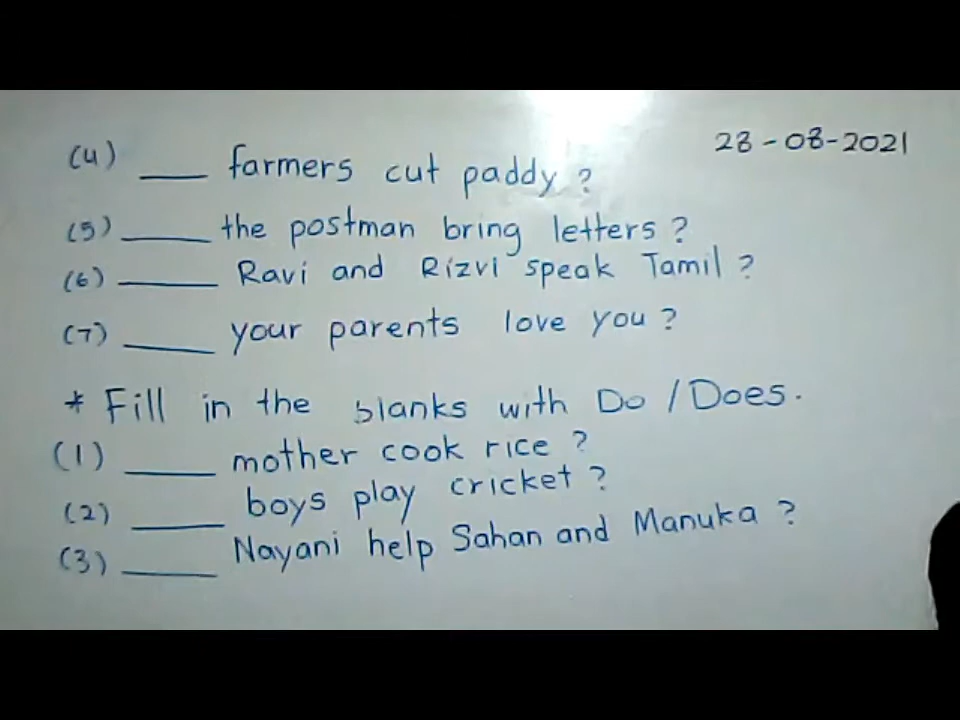 28-08-2021
(4) ___ farmers cut paddy ?
(5) ___ the postman bring letters ?
(6) ___ Ravi and Rizvi speak Tamil ?
(7) ___ your parents love you ?
* Fill in the blanks with Do / Does.
(1) ___ mother cook rice ?
(2) ___ boys play cricket ?
(3) ___ Nayani help Sahan and Manuka ?